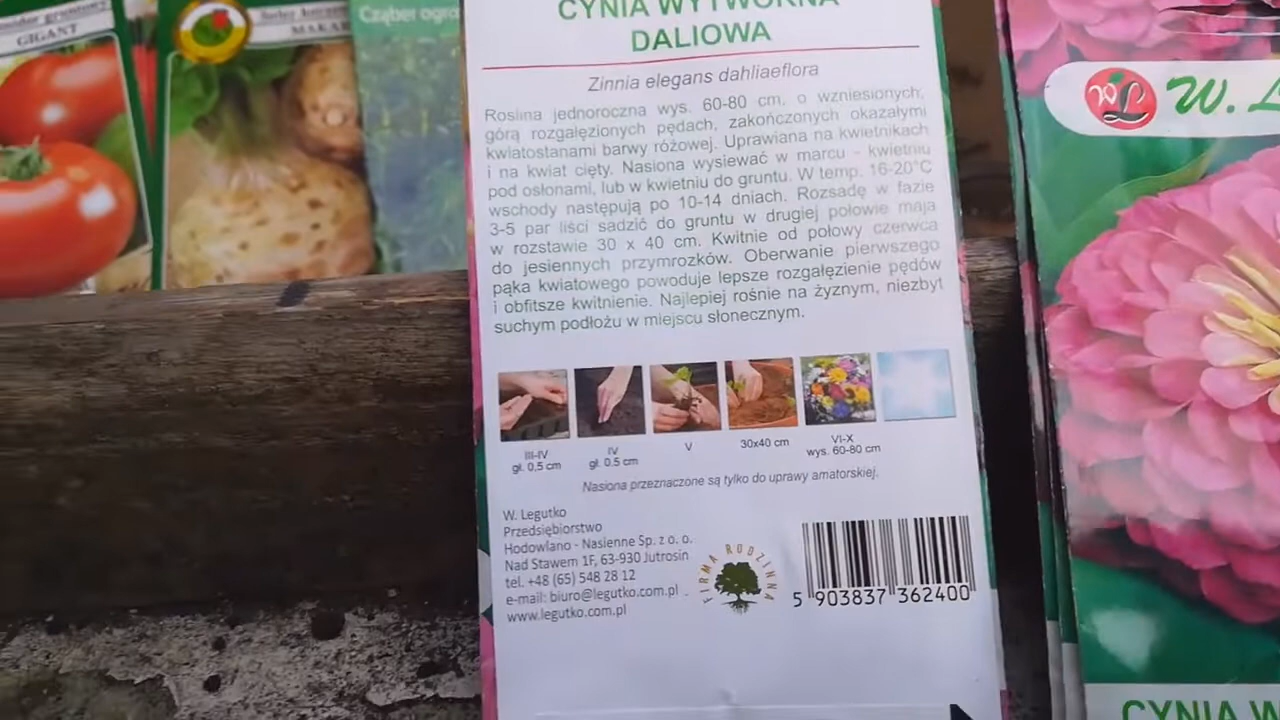 GIGANT
Cząber ogro
CYNIA WYTWORNA
DALIOWA
Zinnia elegans dahliaeflora
Roślina jednoroczna wys. 60-80 cm, o wzniesionych,
górą rozgałęzionych pędach, zakończonych okazałymi
kwiatostanami barwy różowej. Uprawiana na kwietnikach
i na kwiat cięty. Nasiona wysiewać w marcu - kwietniu
pod osłonami, lub w kwietniu do gruntu. W temp. 16-20°C
wschody następują po 10-14 dniach. Rozsadę w fazie
3-5 par liści sadzić do gruntu w drugiej połowie maja
w rozstawie 30 x 40 cm. Kwitnie od połowy czerwca
do jesiennych przymrozków. Oberwanie pierwszego
pąka kwiatowego powoduje lepsze rozgałęzienie pędów
i obfitsze kwitnienie. Najlepiej rośnie na żyznym, niezbyt
suchym podłożu w miejscu słonecznym.
III-IV
gł. 0,5 cm
IV
gł. 0,5 cm
V
30x40 cm
VI-X
wys. 60-80 cm
Nasiona przeznaczone są tylko do uprawy amatorskiej.
W. Legutko
Przedsiębiorstwo
Hodowlano - Nasienne Sp. z o. o.
Nad Stawem 1F, 63-930 Jutrosin
tel. +48 (65) 548 28 12
e-mail: biuro@legutko.com.pl
www.legutko.com.pl
FIRMA RODZINNA
5 903837 362400
WL W. L
CYNIA W